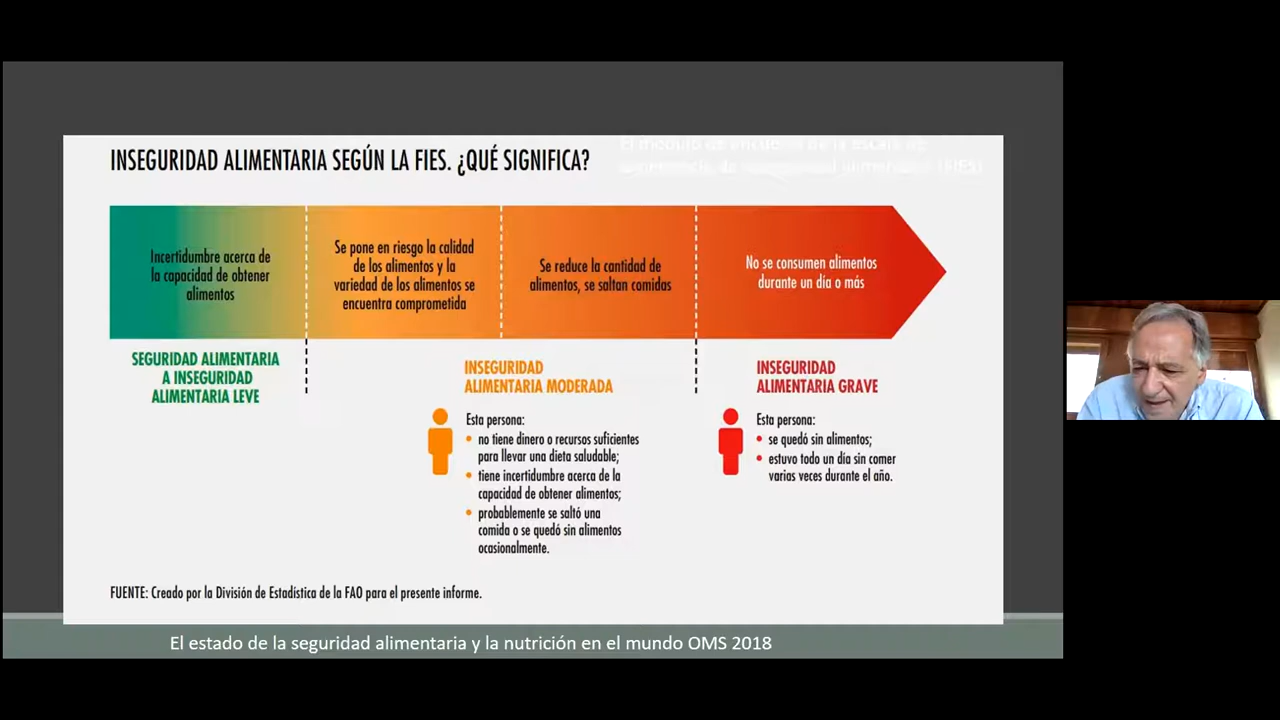 INSEGURIDAD ALIMENTARIA SEGÚN LA FIES. ¿QUÉ SIGNIFICA?
Incertidumbre acerca de
la capacidad de obtener
alimentos
Se pone en riesgo la calidad
de los alimentos y la
variedad de los alimentos se
encuentra comprometida
Se reduce la cantidad de
alimentos, se saltan comidas
No se consumen alimentos
durante un día o más
SEGURIDAD ALIMENTARIA
A INSEGURIDAD
ALIMENTARIA LEVE
INSEGURIDAD
ALIMENTARIA MODERADA
Esta persona:
• no tiene dinero o recursos suficientes
para llevar una dieta saludable;
• tiene incertidumbre acerca de la
capacidad de obtener alimentos;
• probablemente se saltó una
comida o se quedó sin alimentos
ocasionalmente.
INSEGURIDAD
ALIMENTARIA GRAVE
Esta persona:
• se quedó sin alimentos;
• estuvo todo un día sin comer
varias veces durante el año.
FUENTE: Creado por la División de Estadística de la FAO para el presente informe.
El estado de la seguridad alimentaria y la nutrición en el mundo OMS 2018